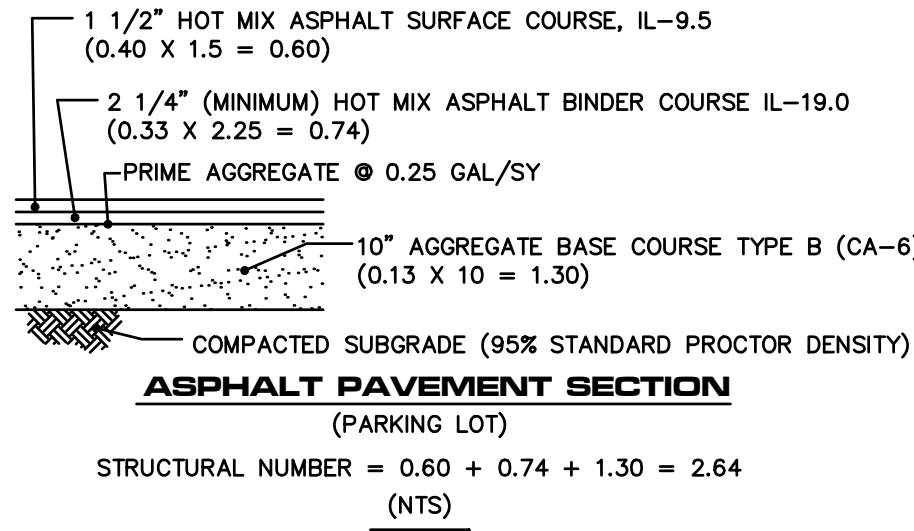 1 1/2" HOT MIX ASPHALT SURFACE COURSE, IL-9.5
(0.40 X 1.5 = 0.60)
2 1/4" (MINIMUM) HOT MIX ASPHALT BINDER COURSE IL-19.0
(0.33 X 2.25 = 0.74)
PRIME AGGREGATE @ 0.25 GAL/SY
10" AGGREGATE BASE COURSE TYPE B (CA-6)
(0.13 X 10 = 1.30)
COMPACTED SUBGRADE (95% STANDARD PROCTOR DENSITY)
ASPHALT PAVEMENT SECTION
(PARKING LOT)
STRUCTURAL NUMBER = 0.60 + 0.74 + 1.30 = 2.64
(NTS)